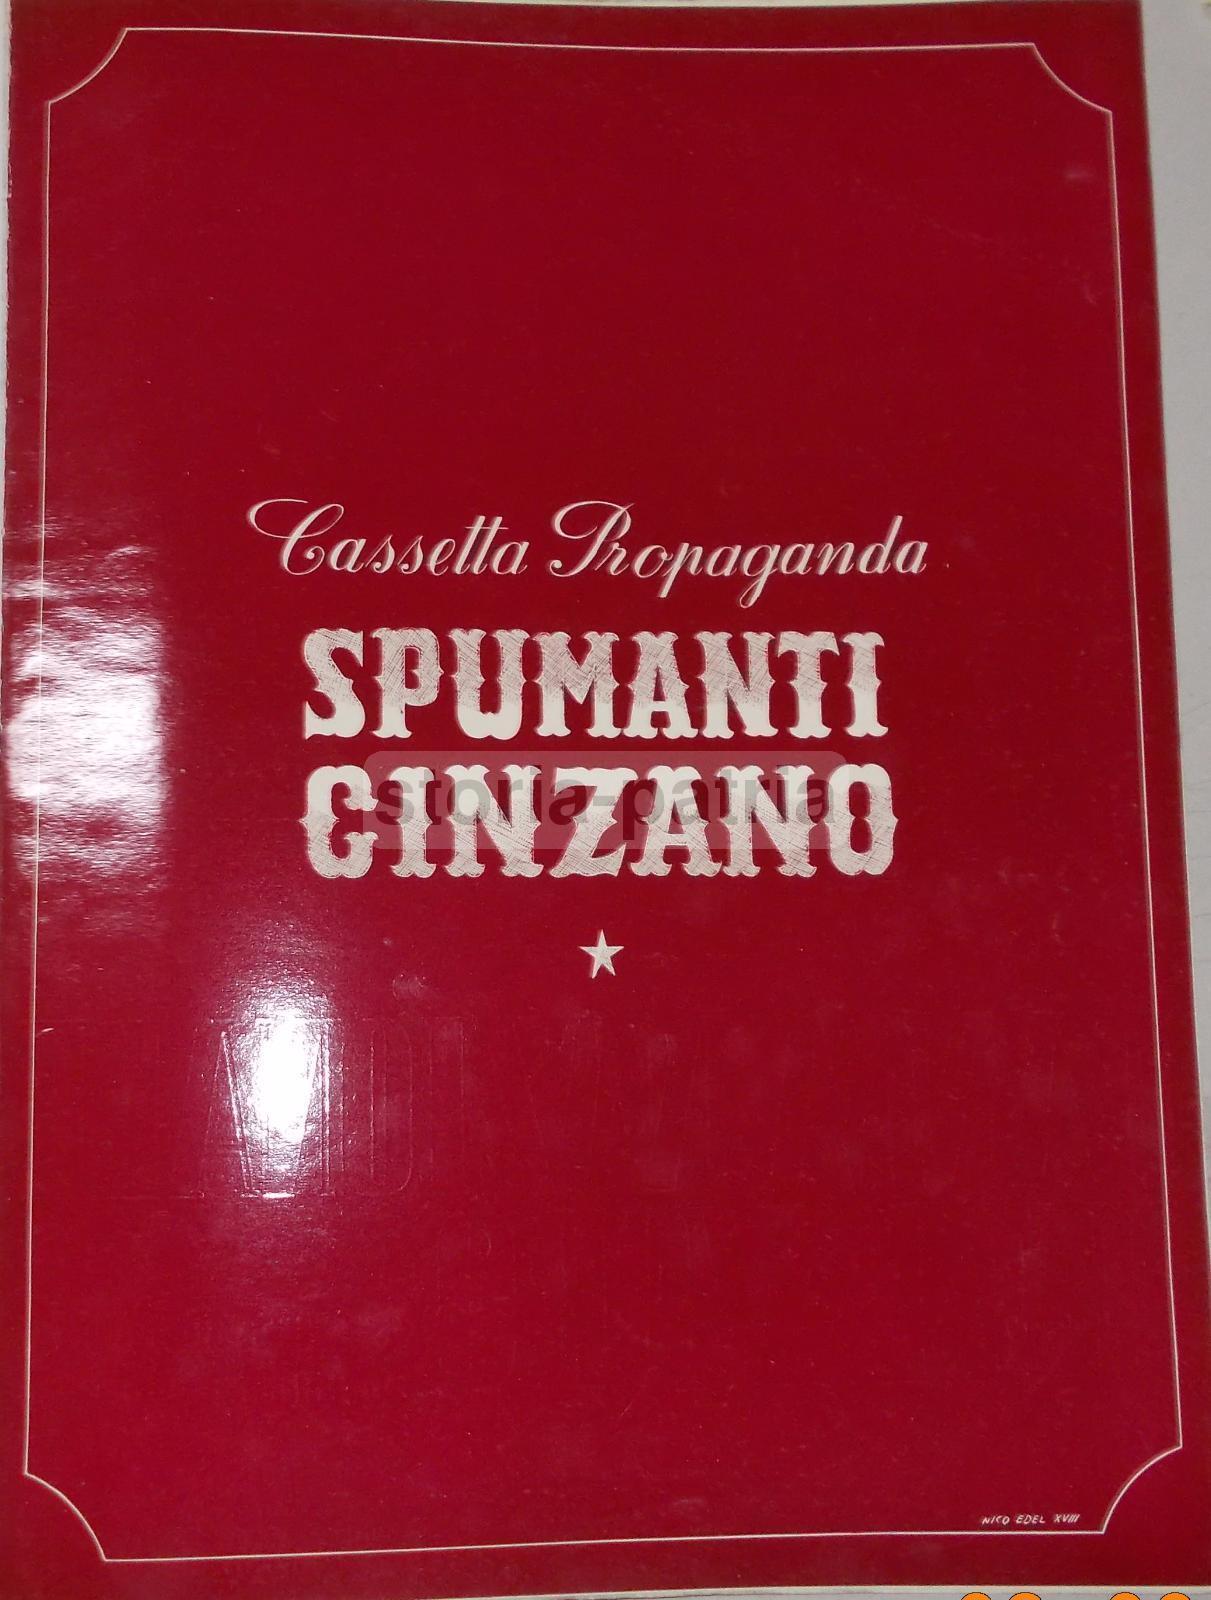 Cassetta Propaganda
SPUMANTI
CINZANO
storia-patria
NICO EDEL XVIII